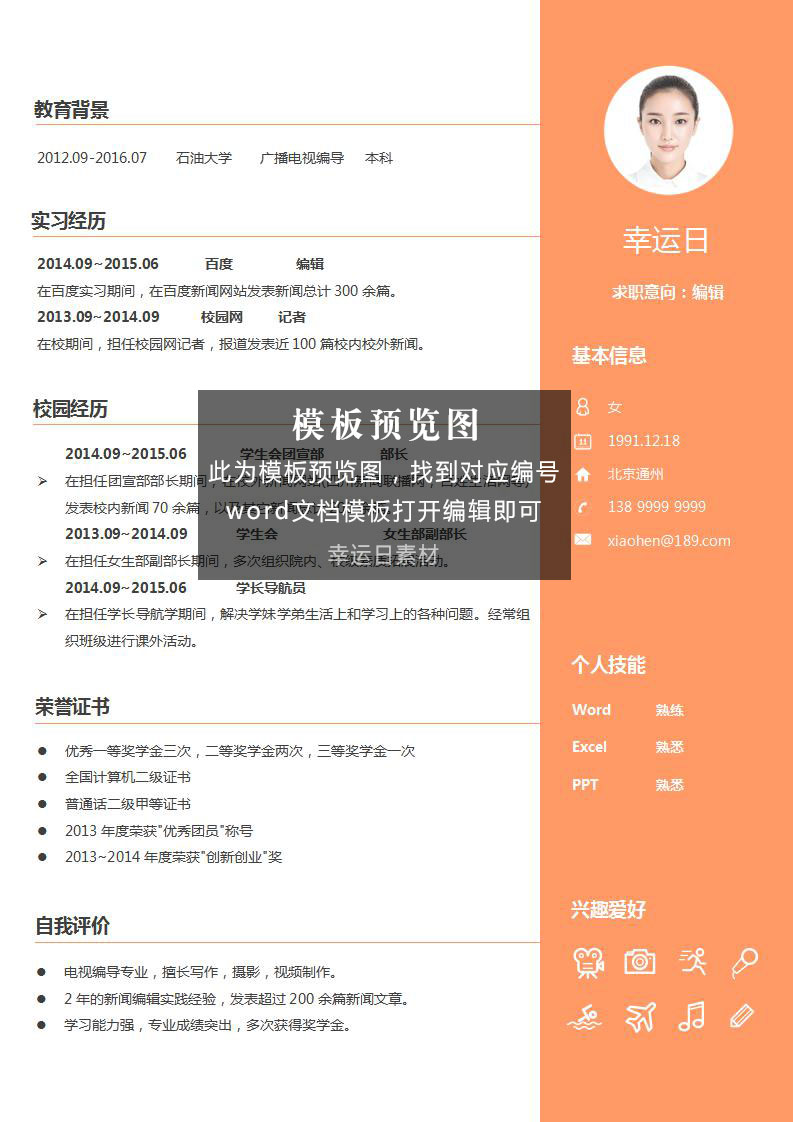 教育背景
2012.09-2016.07 石油大学 广播电视编导 本科
实习经历
2014.09~2015.06 百度 编辑
在百度实习期间，在百度新闻网站发表新闻总计 300 余篇。
2013.09~2014.09 校园网 记者
在校期间，担任校园网记者，报道发表近 100 篇校内校外新闻。
校园经历
2014.09~2015.06 学生会团宣部 部长
➢ 在担任团宣部部长期间，
发表校内新闻 70 余篇，
2013.09~2014.09 学生会 女生部副部长
➢ 在担任女生部副部长期间，多次组织院内、
2014.09~2015.06 学长导航员
➢ 在担任学长导航学期间，解决学妹学弟生活上和学习上的各种问题。经常组
织班级进行课外活动。
模板预览图
此为模板预览图，找到对应编号
word文档模板打开编辑即可
幸运日素材
荣誉证书
● 优秀一等奖学金三次，二等奖学金两次，三等奖学金一次
● 全国计算机二级证书
● 普通话二级甲等证书
● 2013 年度荣获"优秀团员"称号
● 2013~2014 年度荣获"创新创业"奖
自我评价
● 电视编导专业，擅长写作，摄影，视频制作。
● 2 年的新闻编辑实践经验，发表超过 200 余篇新闻文章。
● 学习能力强，专业成绩突出，多次获得奖学金。
幸运日
求职意向：编辑
基本信息
女
1991.12.18
北京通州
138 9999 9999
xiaohen@189.com
个人技能
Word 熟练
Excel 熟悉
PPT 熟悉
兴趣爱好